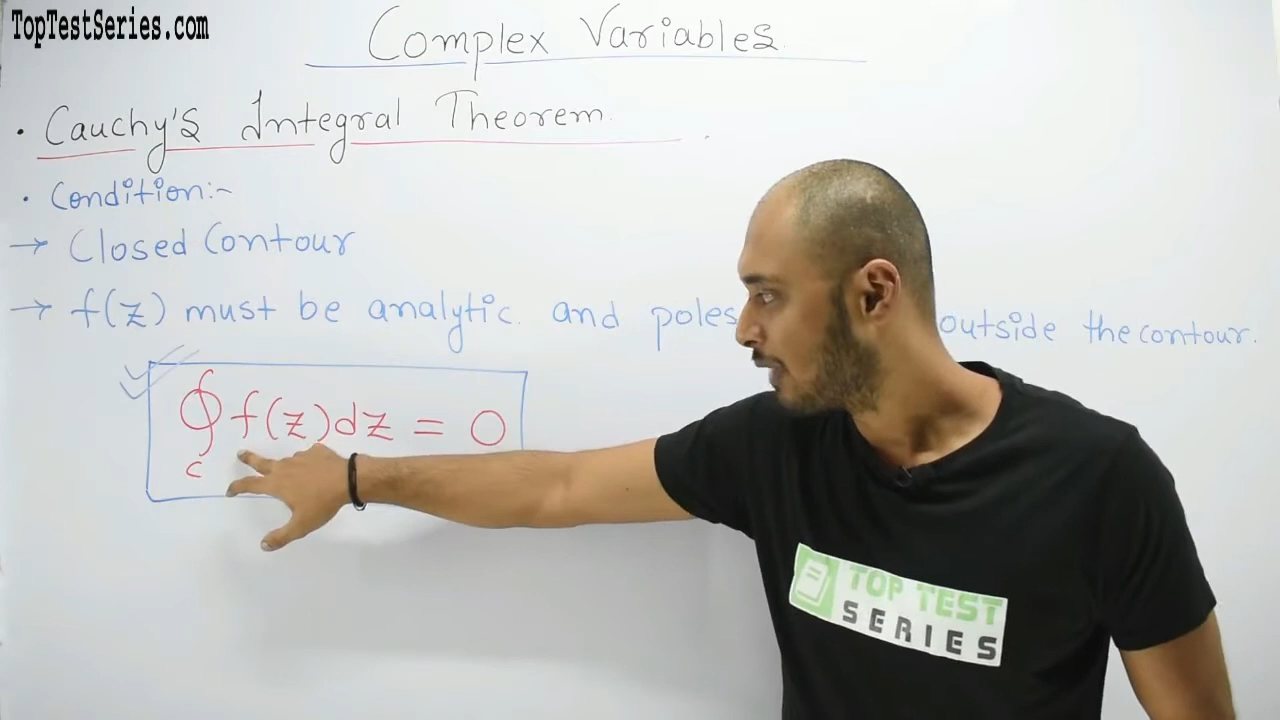 TopTestSeries.com
Complex Variables
· Cauchy's Integral Theorem
· Condition:-
→ Closed Contour
→ f(z) must be analytic. and poles outside the contour.
∮ f(z)dz = 0
c
TOP TEST
SERIES